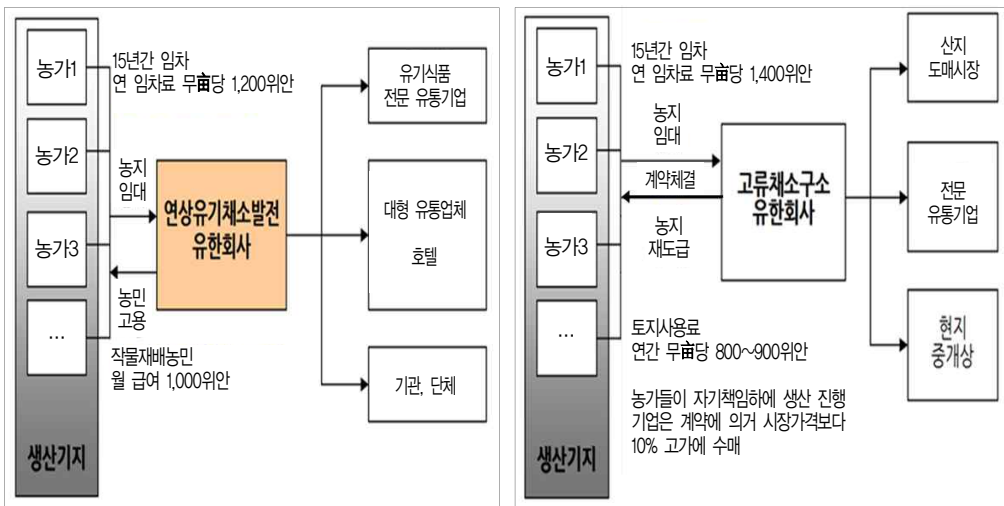 농가1
15년간 임차
연 임차료 무亩당 1,200위안
농가2
농지
임대
농가3
농민
고용
...
작물재배농민
월 급여 1,000위안
생산기지
연상유기채소발전
유한회사
유기식품
전문 유통기업
대형 유통업체
호텔
기관, 단체
농가1
15년간 임차
연 임차료 무亩당 1,400위안
농지
임대
농가2
계약체결
농가3
농지
재도급
...
토지사용료
연간 무亩당 800～900위안
농가들이 자기책임하에 생산 진행
기업은 계약에 의거 시장가격보다
10% 고가에 수매
생산기지
고류채소구소
유한회사
산지
도매시장
전문
유통기업
현지
중개상